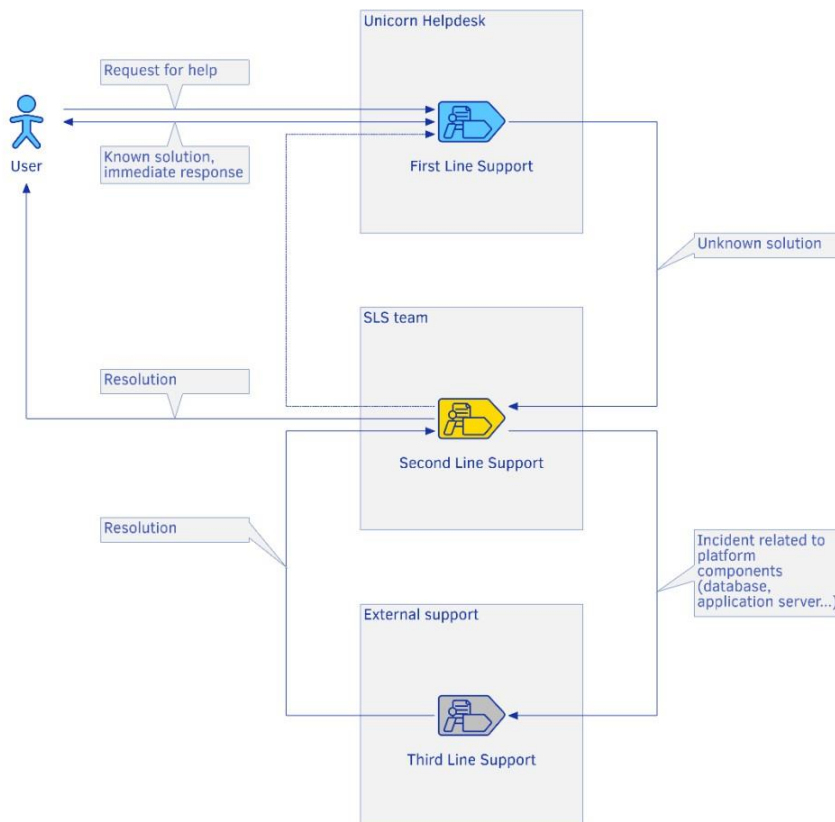 Unicorn Helpdesk
Request for help
User
Known solution,
immediate response
First Line Support
Unknown solution
SLS team
Resolution
Second Line Support
Resolution
Incident related to
platform
components
(database,
application server...)
External support
Third Line Support